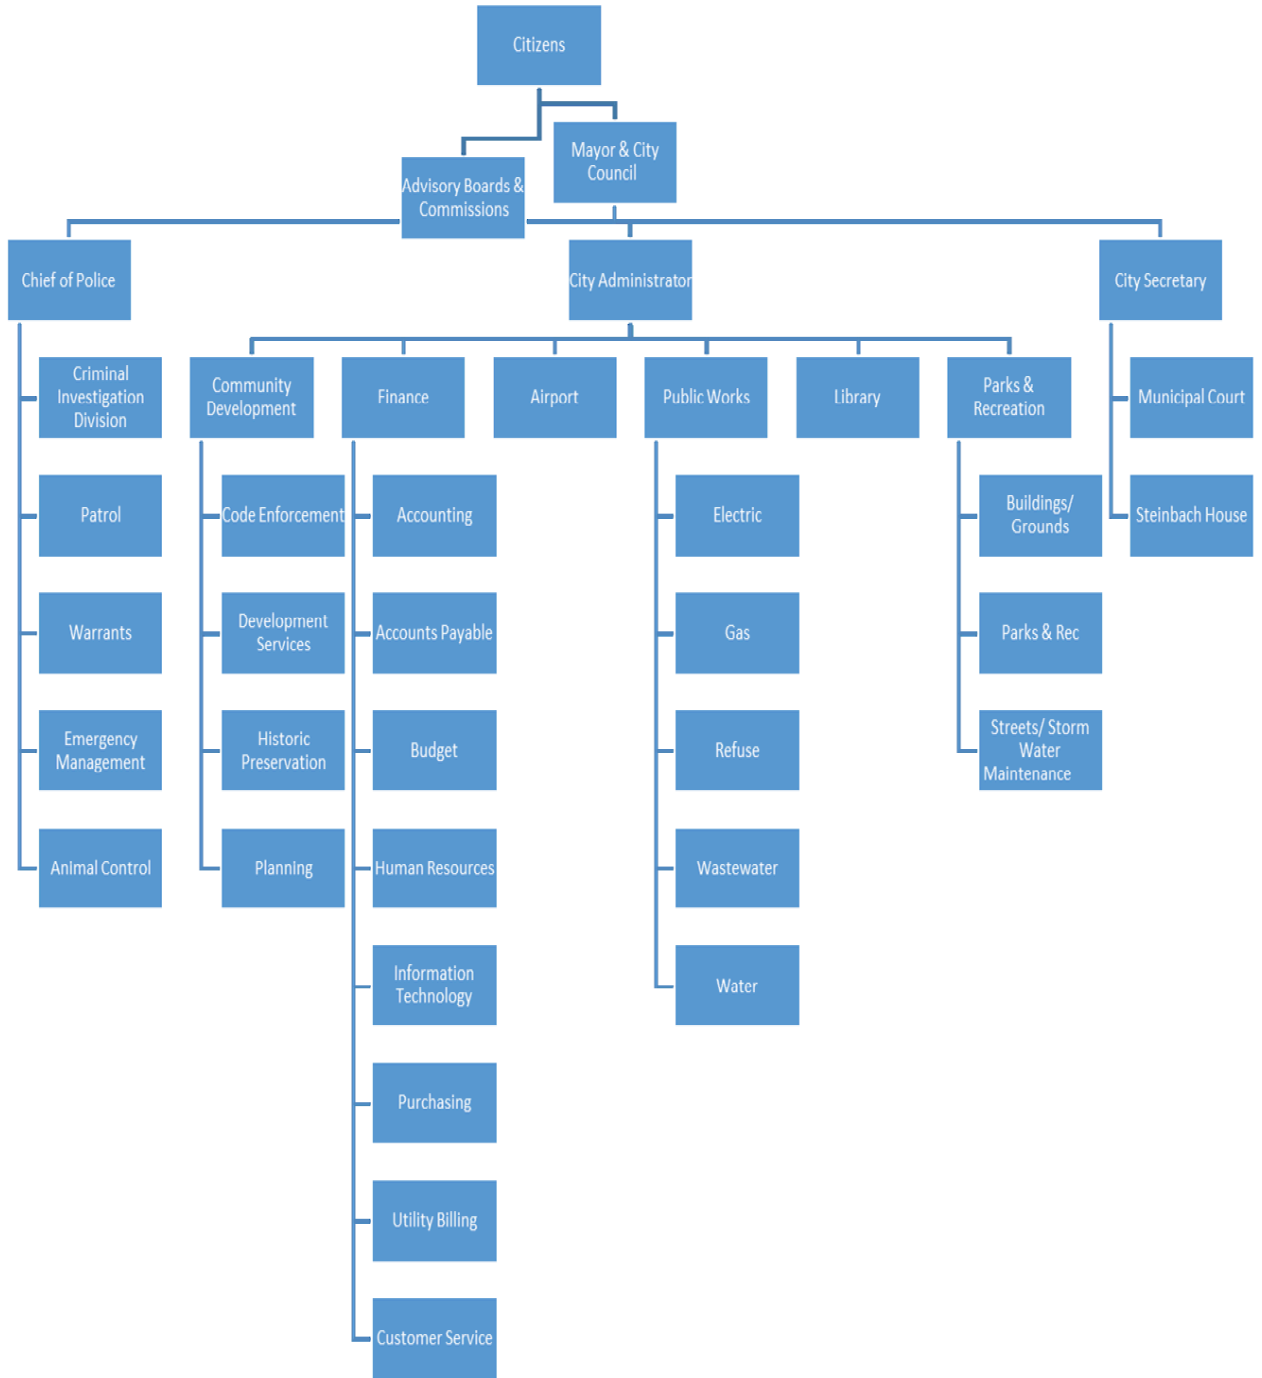 Citizens
Mayor & City
Council
Advisory Boards &
Commissions
Chief of Police
City Administrator
City Secretary
Criminal
Investigation
Division
Community
Development
Finance
Airport
Public Works
Library
Parks &
Recreation
Municipal Court
Patrol
Code Enforcement
Accounting
Electric
Buildings/
Grounds
Steinbach House
Warrants
Development
Services
Accounts Payable
Gas
Parks & Rec
Emergency
Management
Historic
Preservation
Budget
Refuse
Streets/ Storm
Water
Maintenance
Animal Control
Planning
Human Resources
Wastewater
Information
Technology
Water
Purchasing
Utility Billing
Customer Service